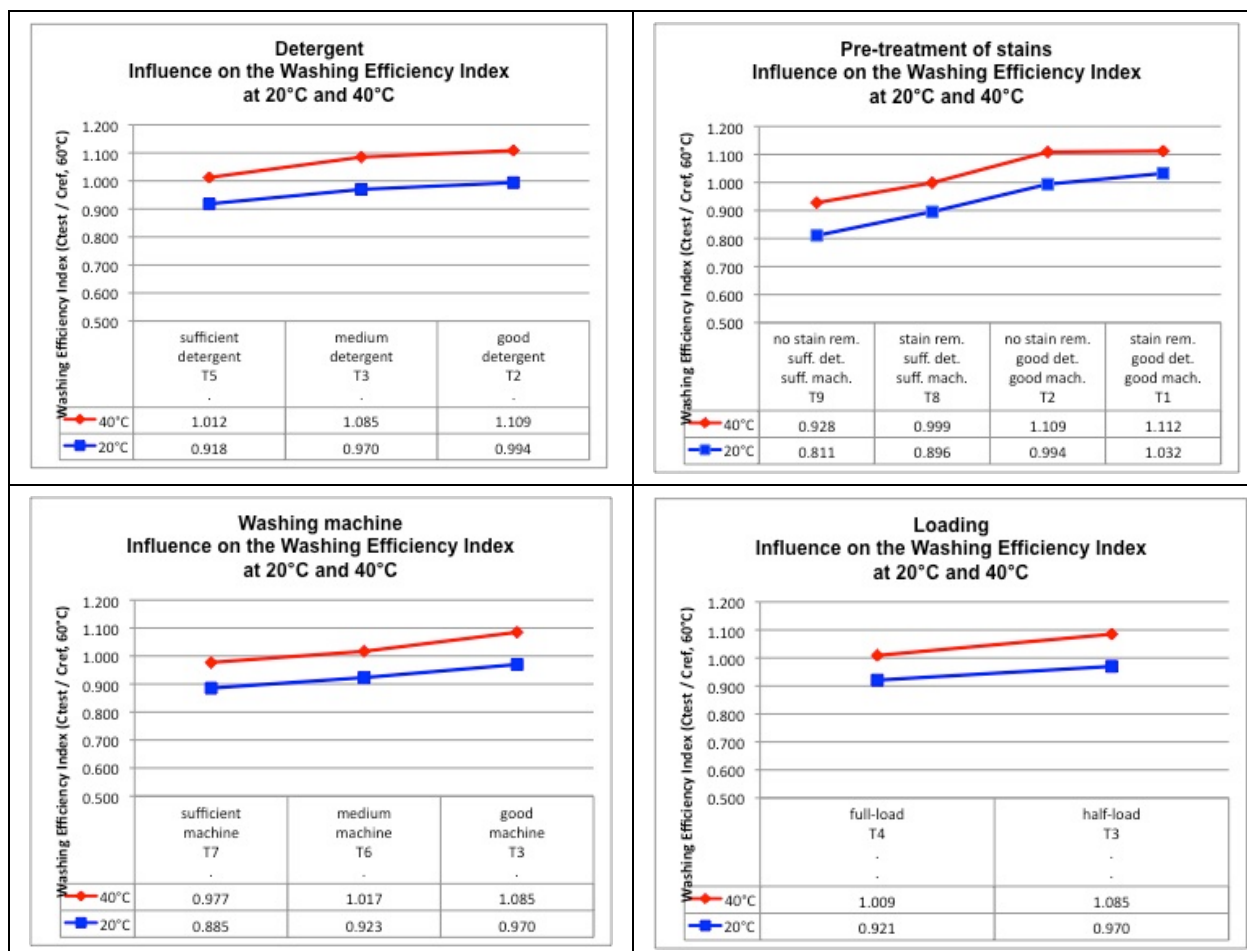 Detergent
Influence on the Washing Efficiency Index
at 20°C and 40°C
Washing Efficiency Index (Ctest / Cref, 60°C)
1.200
1.100
1.000
0.900
0.800
0.700
0.600
0.500
sufficient detergent T5 .
medium detergent T3 .
good detergent T2 .
40°C 1.012 1.085 1.109
20°C 0.918 0.970 0.994
Pre-treatment of stains
Influence on the Washing Efficiency Index
at 20°C and 40°C
Washing Efficiency Index (Ctest / Cref, 60°C)
1.200
1.100
1.000
0.900
0.800
0.700
0.600
0.500
no stain rem. suff. det. suff. mach. T9
stain rem. suff. det. suff. mach. T8
no stain rem. good det. good mach. T2
stain rem. good det. good mach. T1
40°C 0.928 0.999 1.109 1.112
20°C 0.811 0.896 0.994 1.032
Washing machine
Influence on the Washing Efficiency Index
at 20°C and 40°C
Washing Efficiency Index (Ctest / Cref, 60°C)
1.200
1.100
1.000
0.900
0.800
0.700
0.600
0.500
sufficient machine T7 .
medium machine T6 .
good machine T3 .
40°C 0.977 1.017 1.085
20°C 0.885 0.923 0.970
Loading
Influence on the Washing Efficiency Index
at 20°C and 40°C
Washing Efficiency Index (Ctest / Cref, 60°C)
1.200
1.100
1.000
0.900
0.800
0.700
0.600
0.500
full-load T4 . .
half-load T3 . .
40°C 1.009 1.085
20°C 0.921 0.970